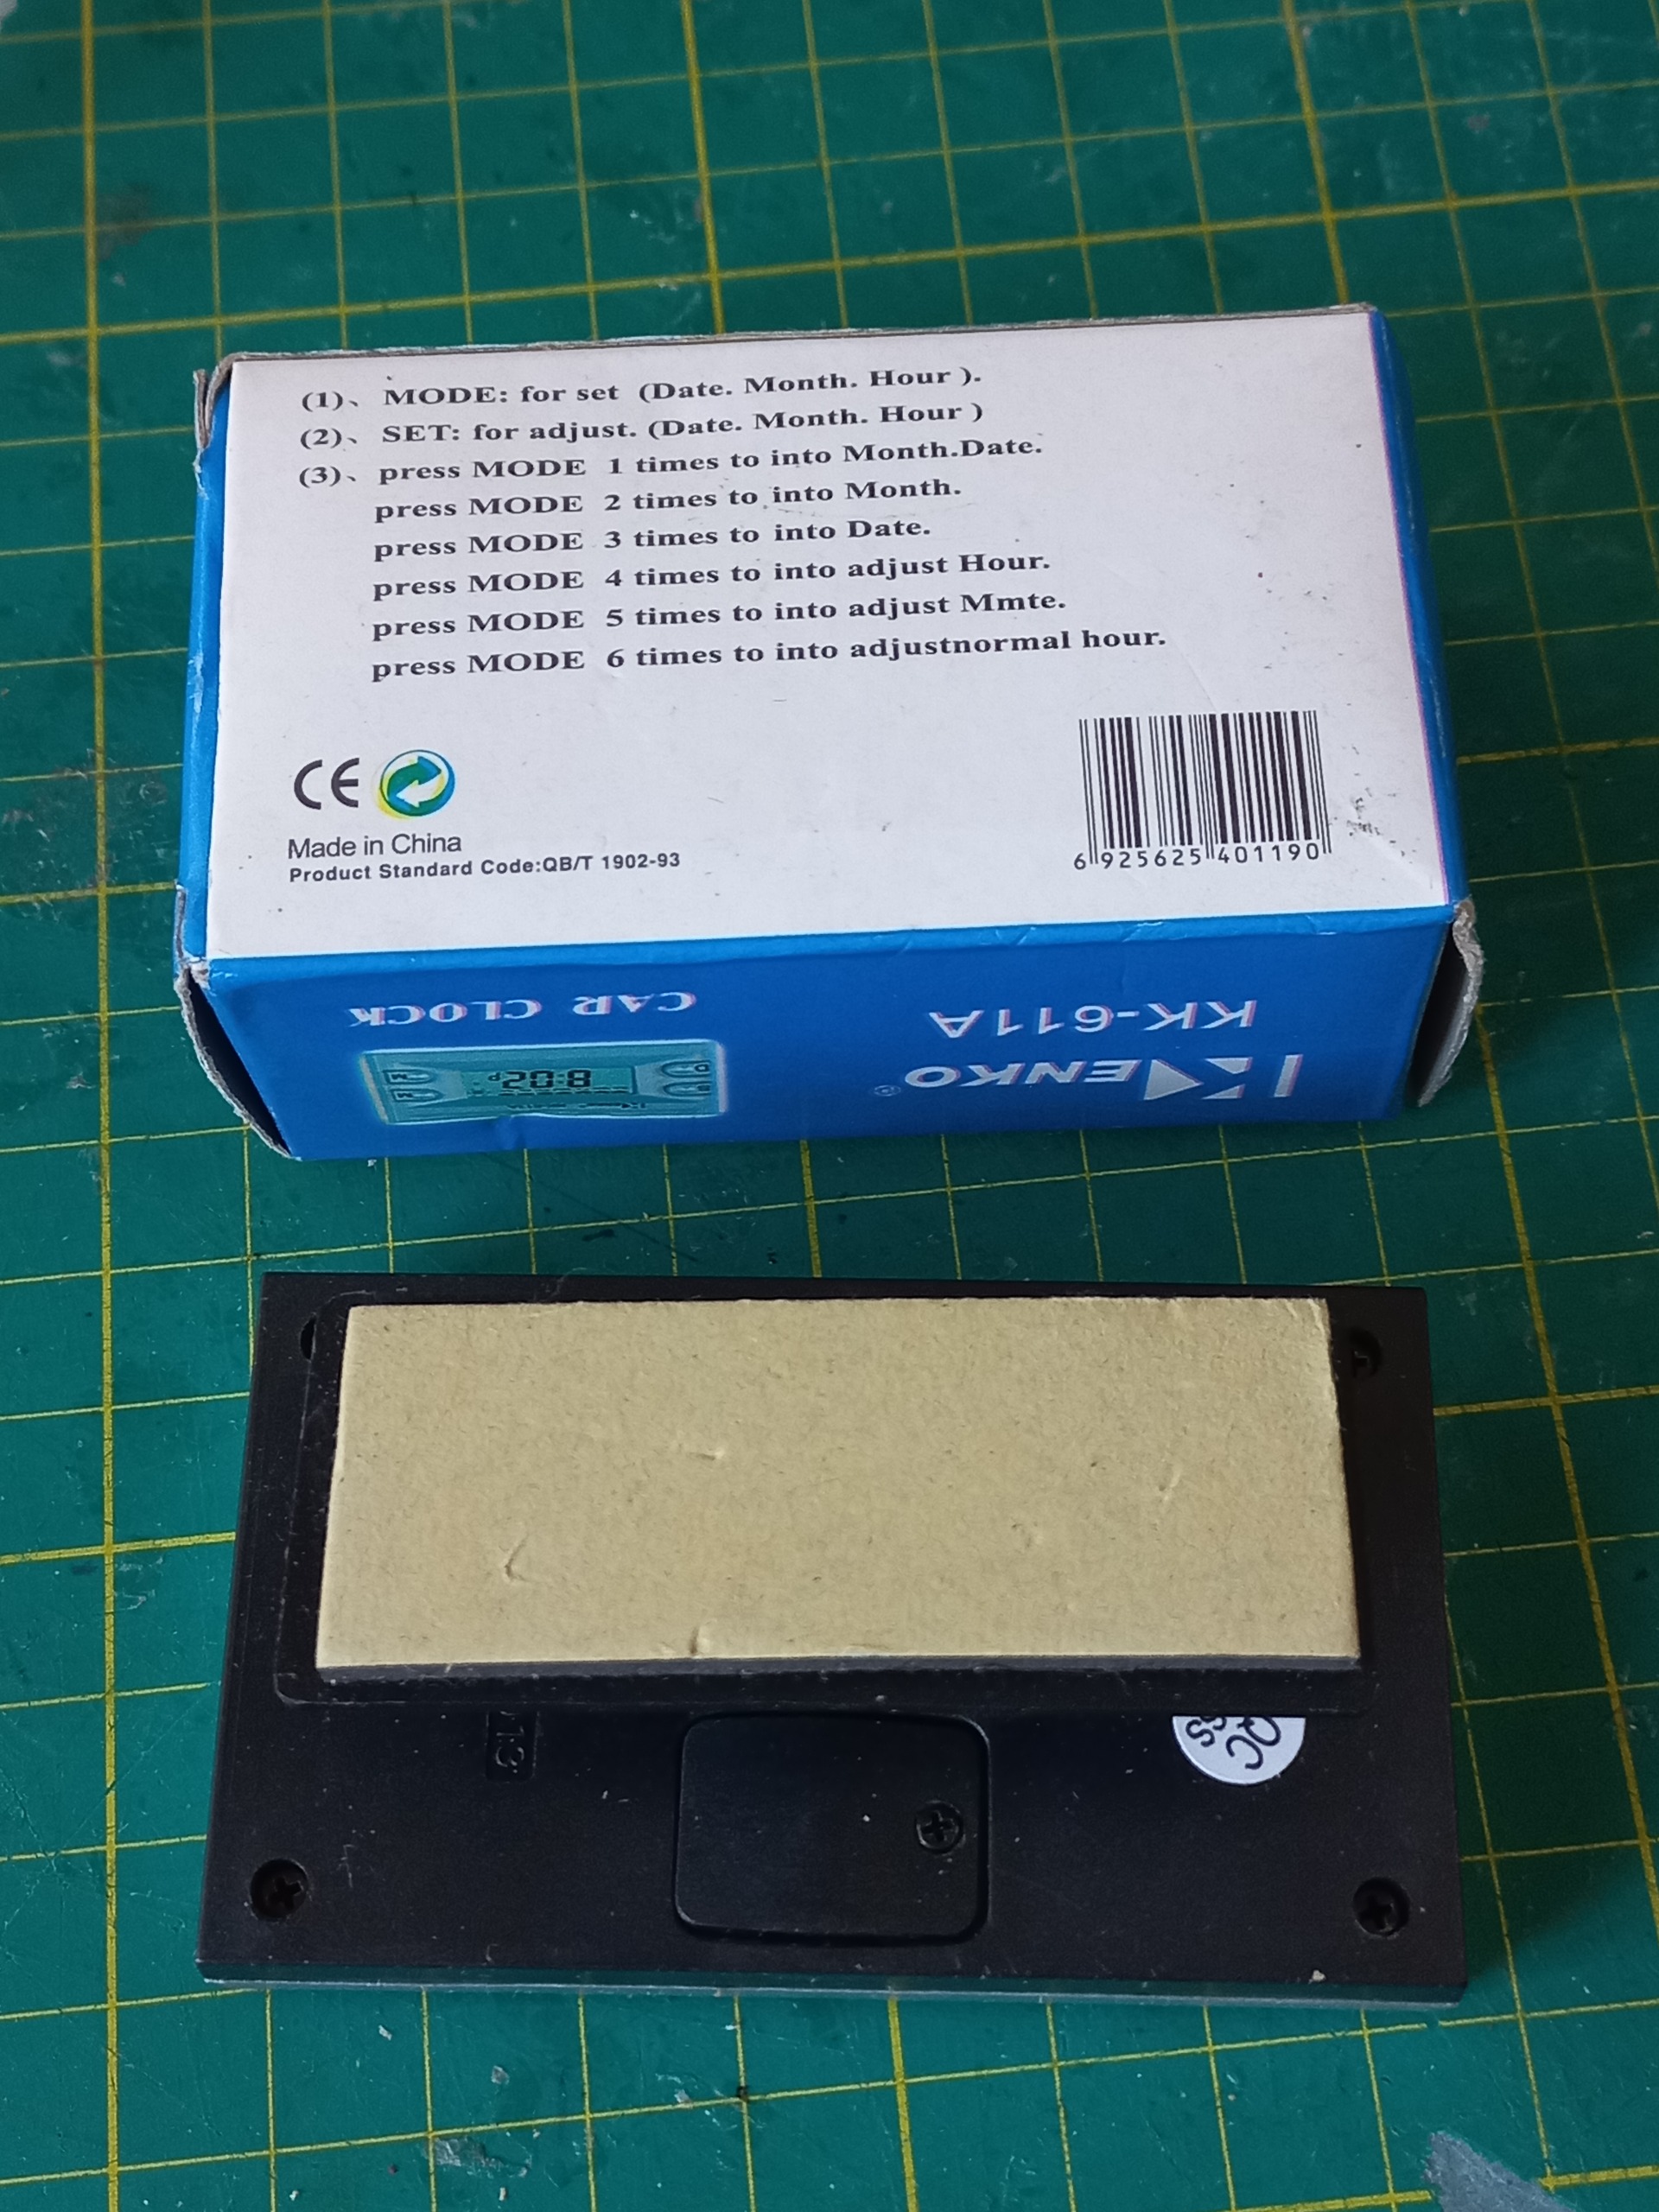 (1)、 MODE: for set (Date. Month. Hour ).
(2)、 SET: for adjust. (Date. Month. Hour )
(3)、 press MODE 1 times to into Month.Date.
press MODE 2 times to into Month.
press MODE 3 times to into Date.
press MODE 4 times to into adjust Hour.
press MODE 5 times to into adjust Mmte.
press MODE 6 times to into adjustnormal hour.
CE
Made in China
Product Standard Code:QB/T 1902-93
6 925625 401190
KENKO®
KK-611A
CAR CLOCK
8:02 P
13
QC